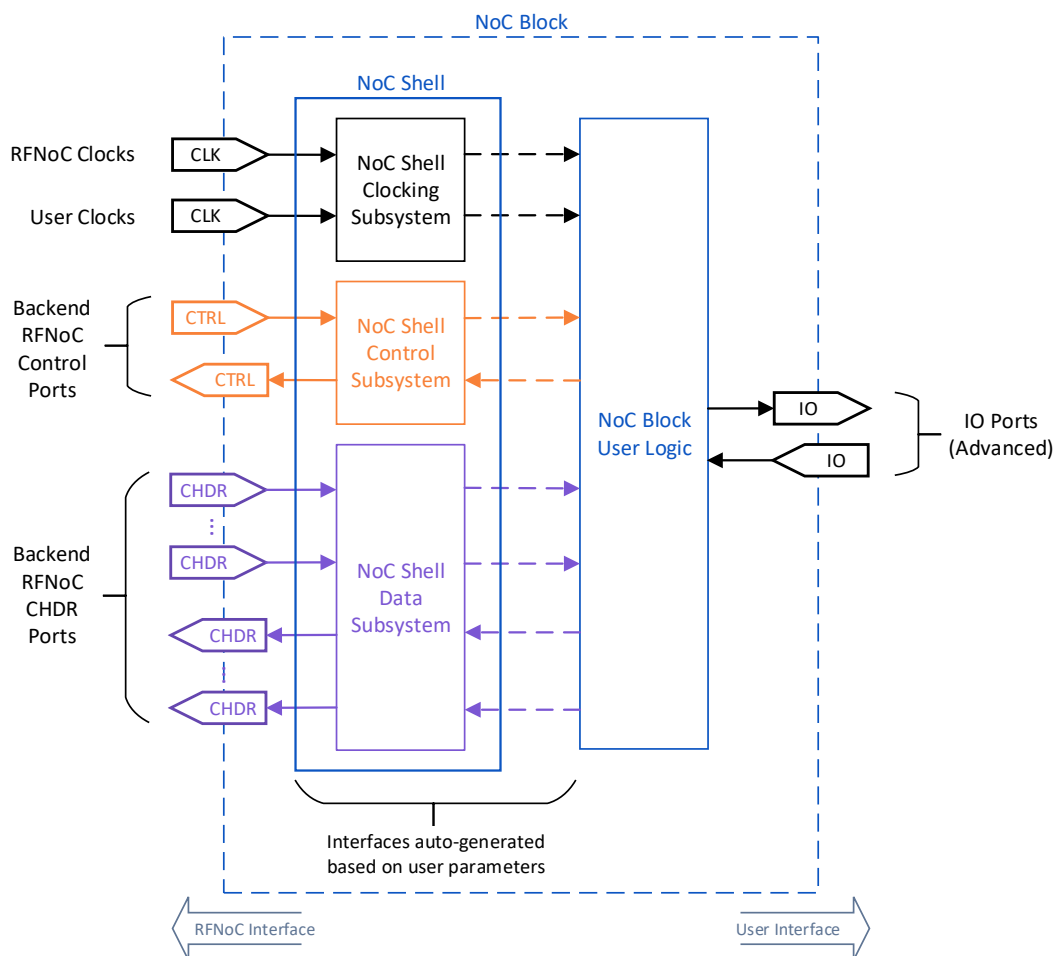 NoC Block
NoC Shell
RFNoC Clocks
CLK
User Clocks
CLK
NoC Shell
Clocking
Subsystem
Backend
RFNoC
Control
Ports
CTRL
CTRL
NoC Shell
Control
Subsystem
NoC Block
User Logic
IO
IO
IO Ports
(Advanced)
Backend
RFNoC
CHDR
Ports
CHDR
...
CHDR
CHDR
...
CHDR
NoC Shell
Data
Subsystem
Interfaces auto-generated
based on user parameters
RFNoC Interface
User Interface